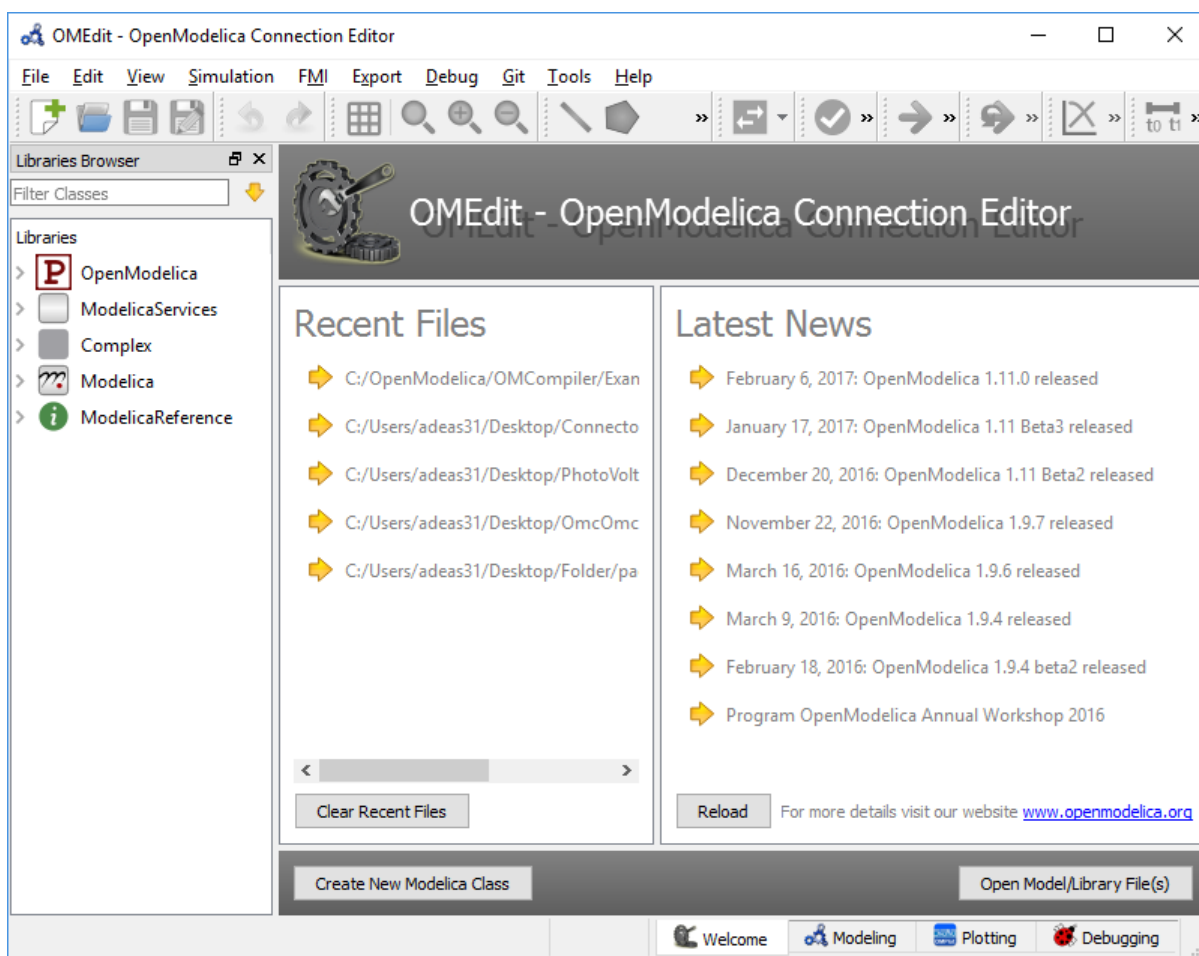 OMEdit - OpenModelica Connection Editor
File Edit View Simulation FMI Export Debug Git Tools Help
t0 t1
Libraries Browser
Filter Classes
Libraries
P OpenModelica
ModelicaServices
Complex
Modelica
i ModelicaReference
OMEdit - OpenModelica Connection Editor
Recent Files
C:/OpenModelica/OMCompiler/Exan
C:/Users/adeas31/Desktop/Connecto
C:/Users/adeas31/Desktop/PhotoVolt
C:/Users/adeas31/Desktop/OmcOmc
C:/Users/adeas31/Desktop/Folder/pa
Clear Recent Files
Latest News
February 6, 2017: OpenModelica 1.11.0 released
January 17, 2017: OpenModelica 1.11 Beta3 released
December 20, 2016: OpenModelica 1.11 Beta2 released
November 22, 2016: OpenModelica 1.9.7 released
March 16, 2016: OpenModelica 1.9.6 released
March 9, 2016: OpenModelica 1.9.4 released
February 18, 2016: OpenModelica 1.9.4 beta2 released
Program OpenModelica Annual Workshop 2016
Reload For more details visit our website www.openmodelica.org
Create New Modelica Class Open Model/Library File(s)
Welcome Modeling Plotting Debugging